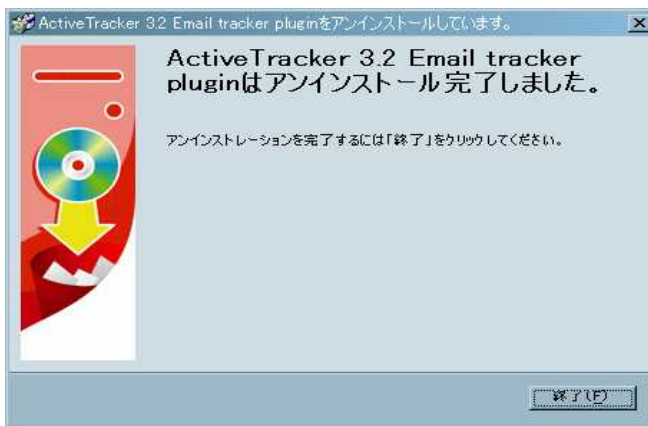 ActiveTracker 3.2 Email tracker pluginをアンインストールしています。
ActiveTracker 3.2 Email tracker
pluginはアンインストール完了しました。
アンインストレーションを完了するには「終了」をクリックしてください。
終了(F)